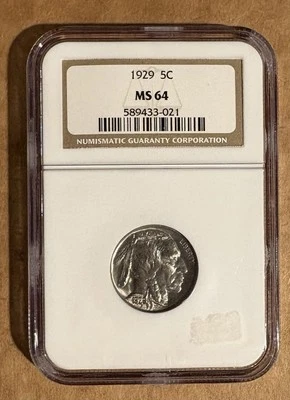 1929 5C
MS 64
589433-021
NUMISMATIC GUARANTY CORPORATION